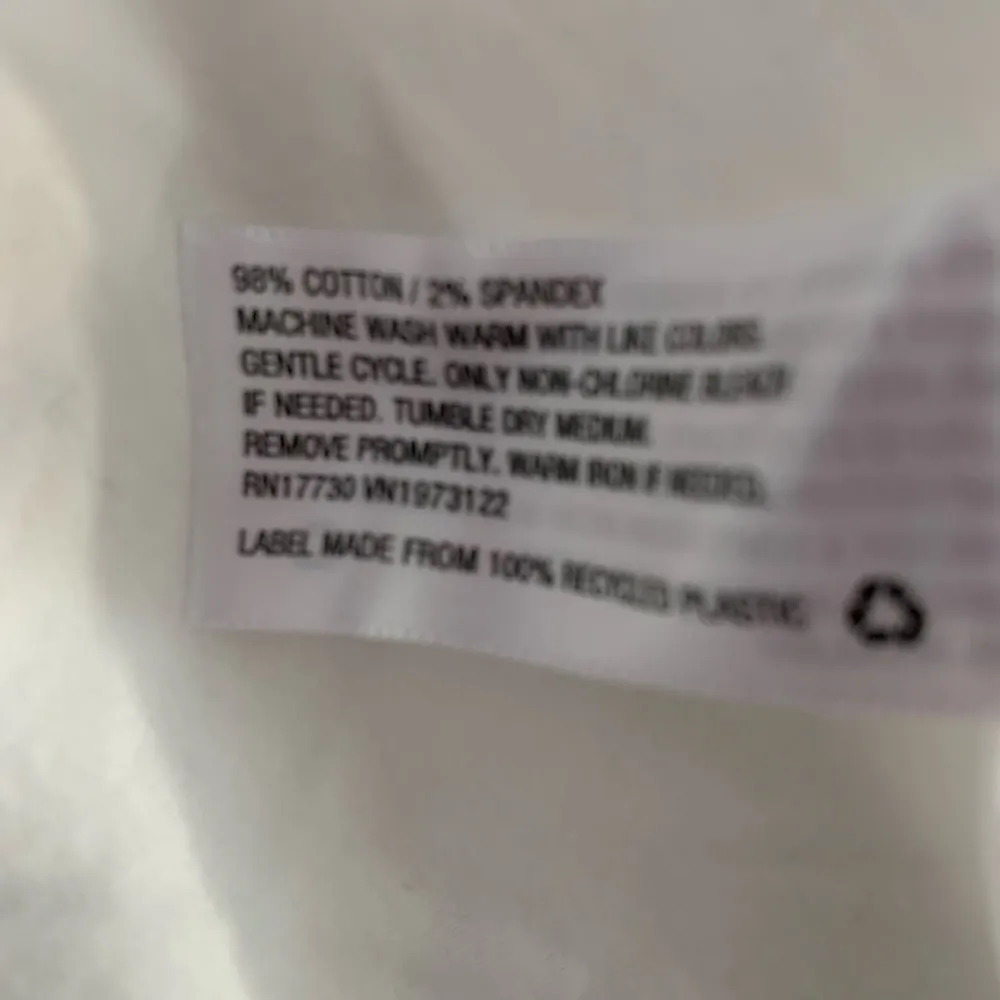 98% COTTON / 2% SPANDEX
MACHINE WASH WARM WITH LIKE COLORS.
GENTLE CYCLE. ONLY NON-CHLORINE BLEACH
IF NEEDED. TUMBLE DRY MEDIUM.
REMOVE PROMPTLY. WARM IRON IF NEEDED.
RN17730 VN1973122
LABEL MADE FROM 100% RECYCLED PLASTIC